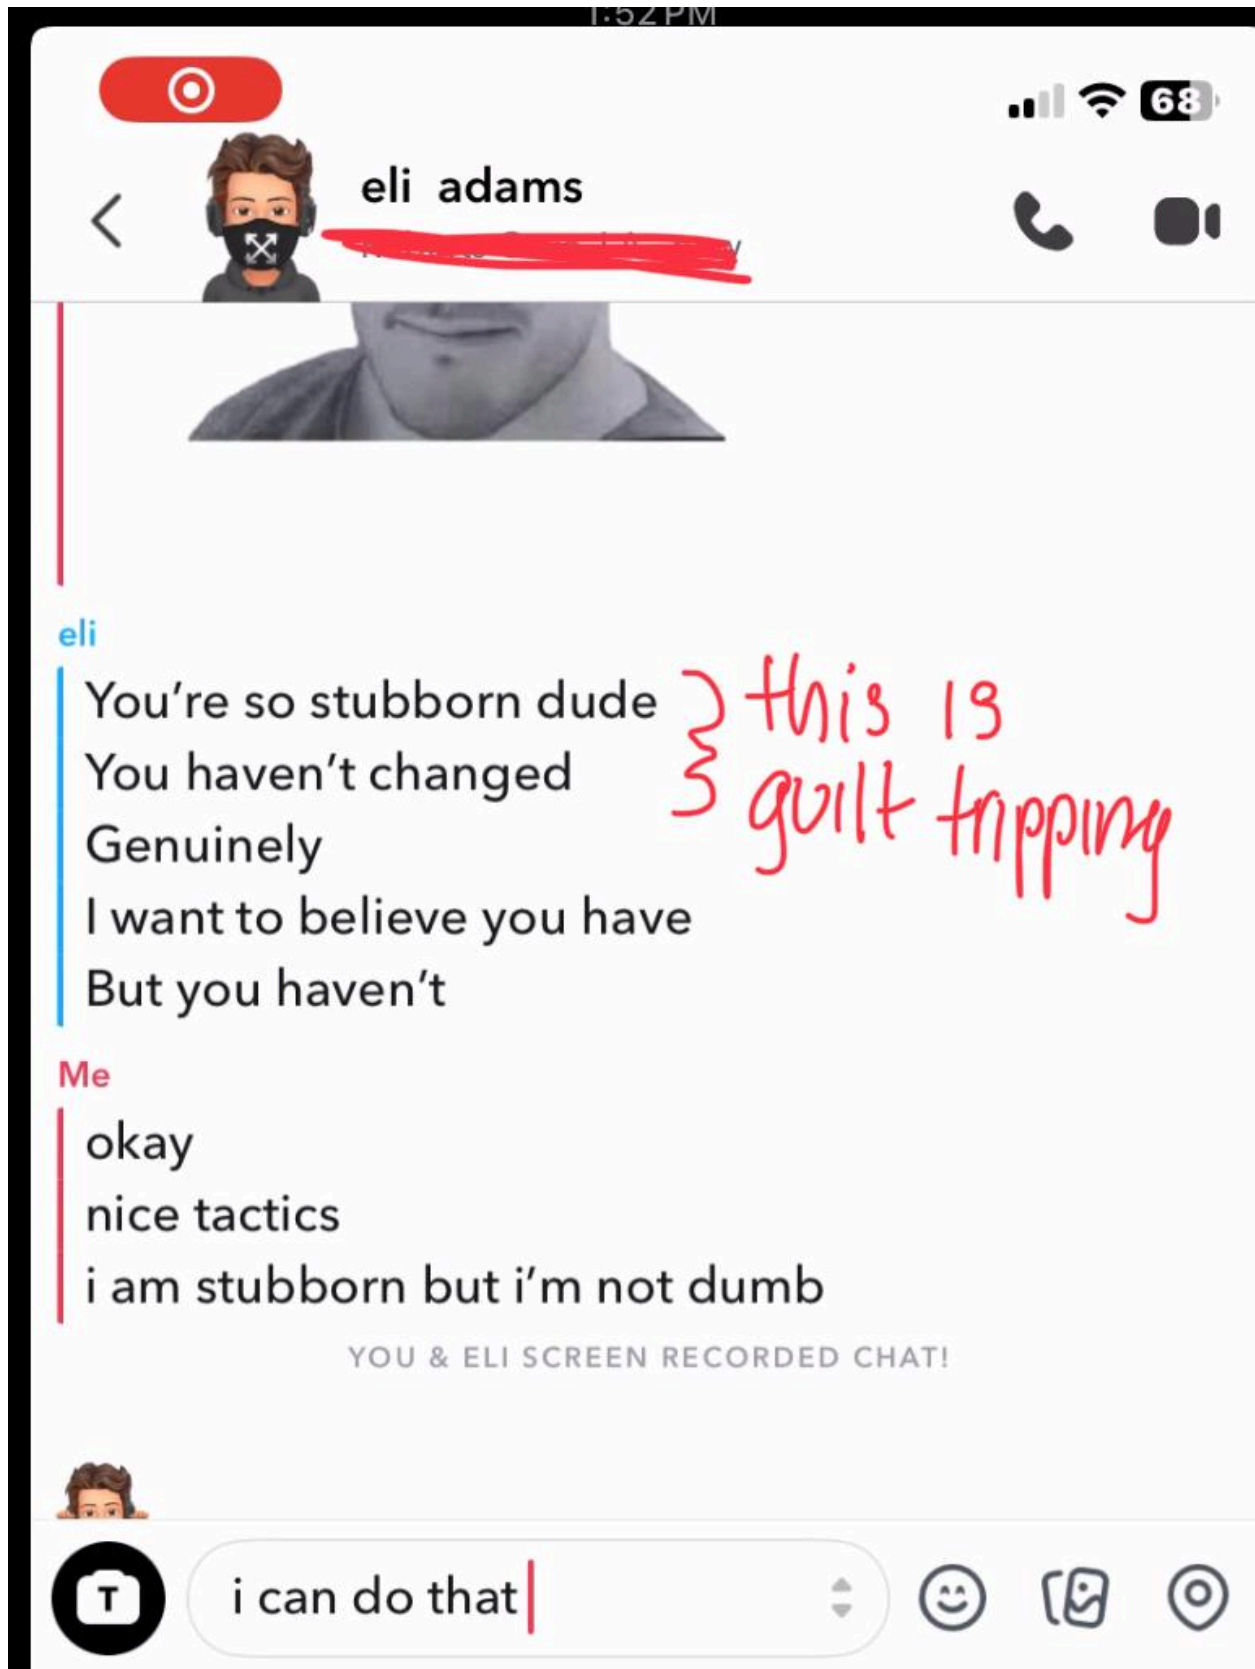 1:52 PM
68
eli adams
eli
You're so stubborn dude
You haven't changed
Genuinely
I want to believe you have
But you haven't
this is
guilt tripping
Me
okay
nice tactics
i am stubborn but i'm not dumb
YOU & ELI SCREEN RECORDED CHAT!
T
i can do that